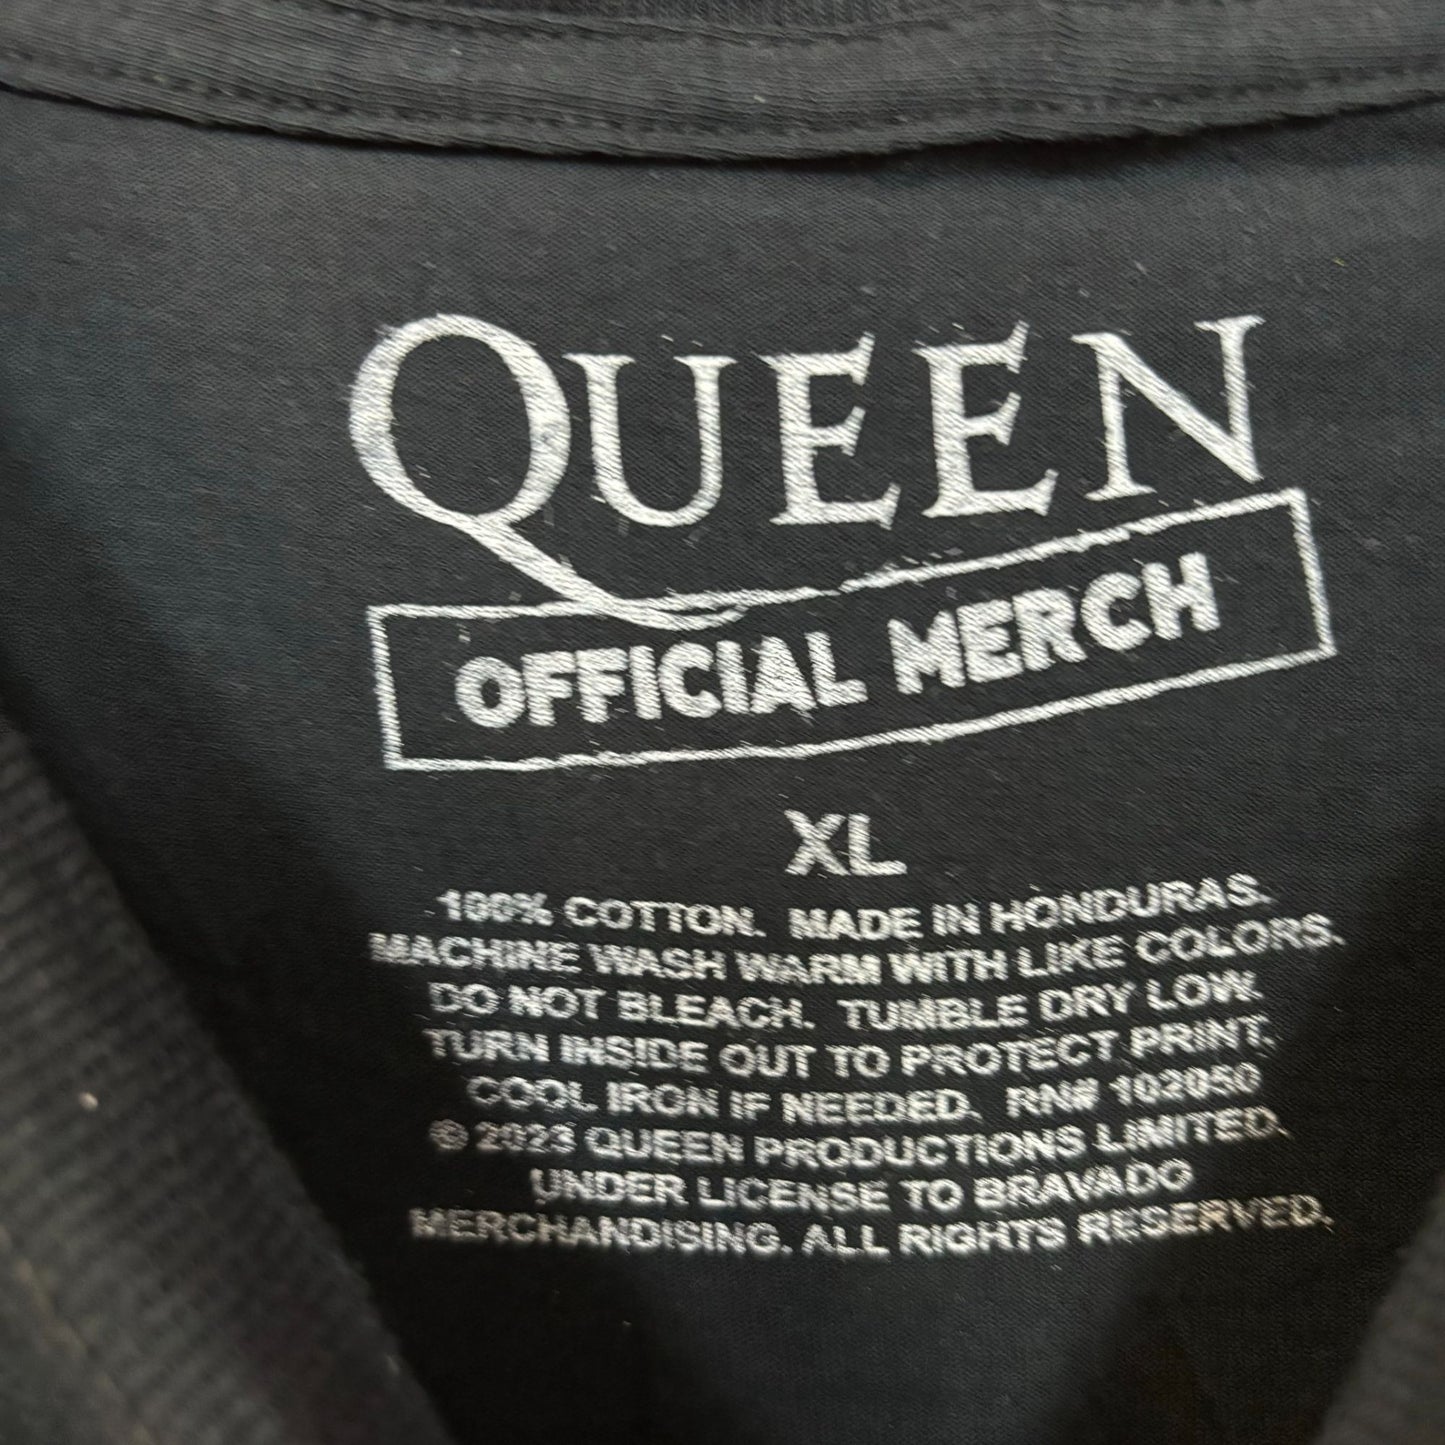 QUEEN
OFFICIAL MERCH
XL
100% COTTON. MADE IN HONDURAS.
MACHINE WASH WARM WITH LIKE COLORS.
DO NOT BLEACH. TUMBLE DRY LOW.
TURN INSIDE OUT TO PROTECT PRINT.
COOL IRON IF NEEDED. RN# 102050
© 2023 QUEEN PRODUCTIONS LIMITED.
UNDER LICENSE TO BRAVADO
MERCHANDISING. ALL RIGHTS RESERVED.